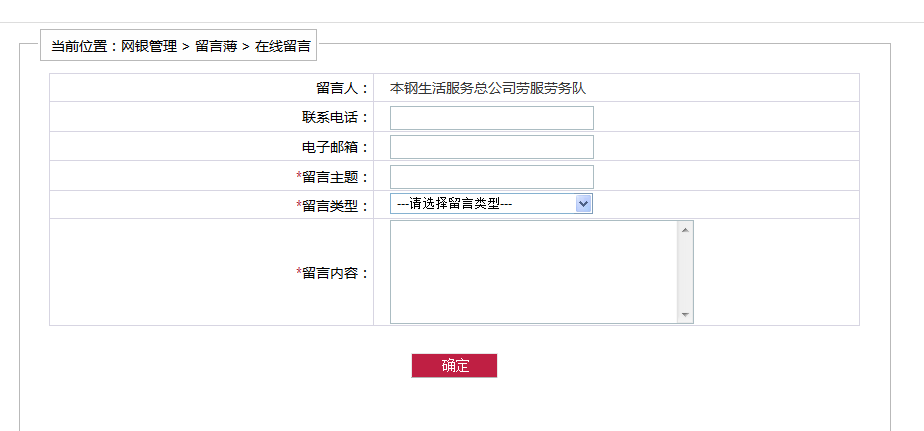 当前位置：网银管理 > 留言薄 > 在线留言
留言人： 本钢生活服务总公司劳服劳务队
联系电话：
电子邮箱：
*留言主题：
*留言类型： ---请选择留言类型---
*留言内容：
确定